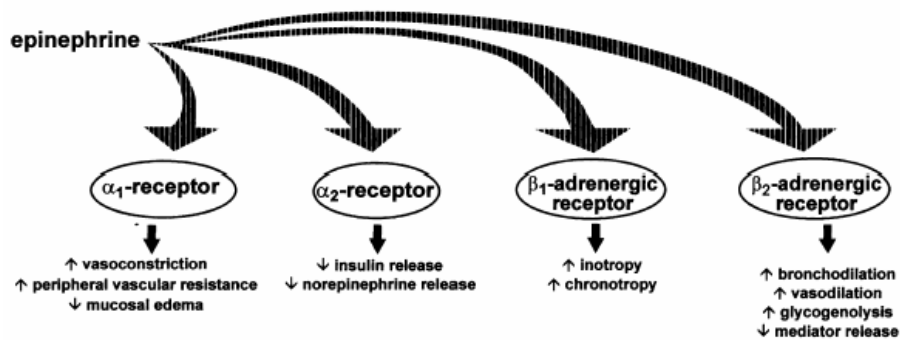 epinephrine
α₁-receptor
↑ vasoconstriction
↑ peripheral vascular resistance
↓ mucosal edema
α₂-receptor
↓ insulin release
↓ norepinephrine release
β₁-adrenergic
receptor
↑ inotropy
↑ chronotropy
β₂-adrenergic
receptor
↑ bronchodilation
↑ vasodilation
↑ glycogenolysis
↓ mediator release